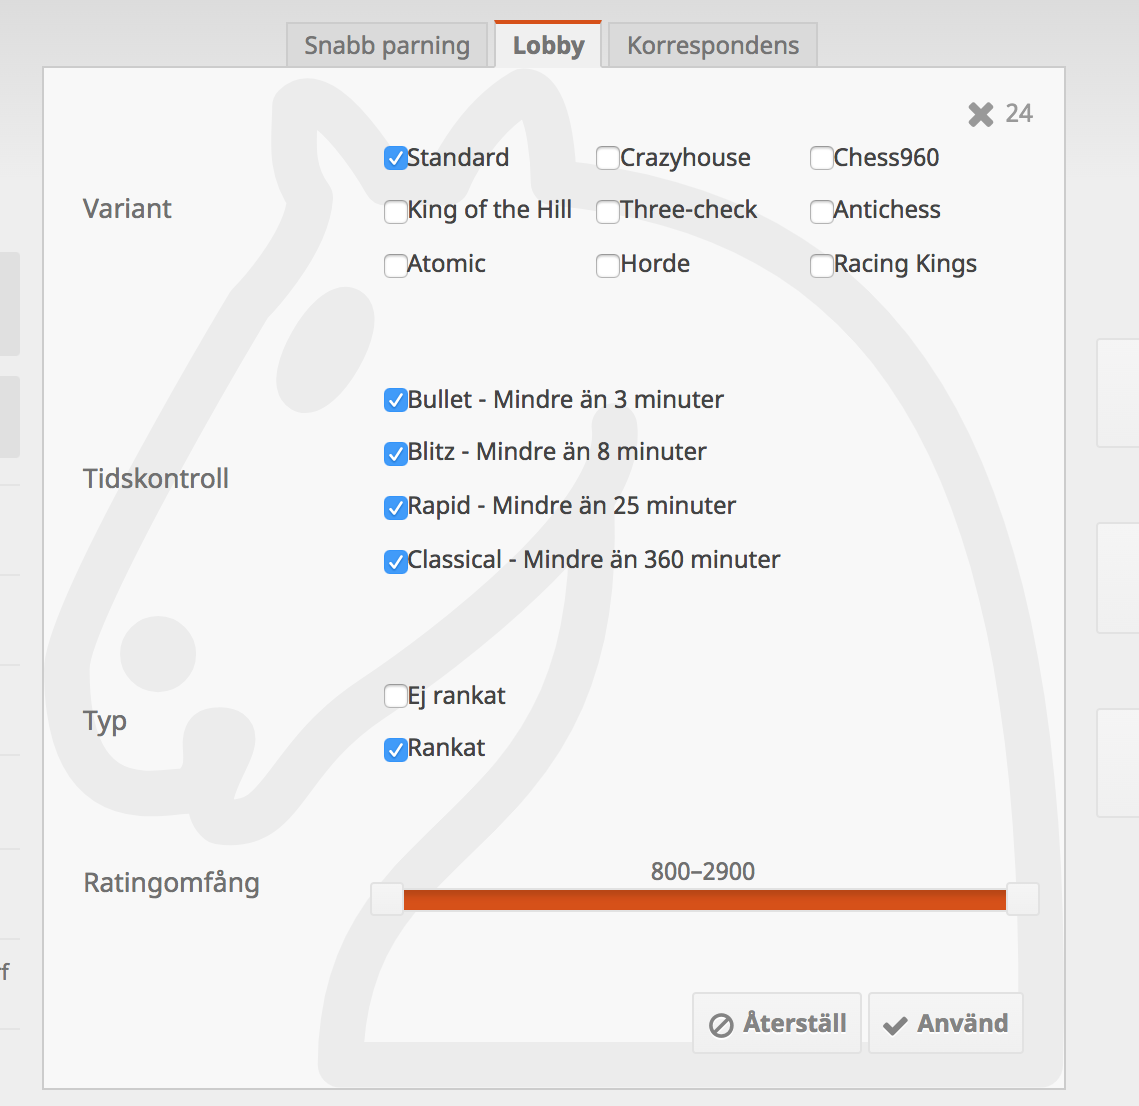 Snabb parning Lobby Korrespondens
24
Variant
Standard Crazyhouse Chess960
King of the Hill Three-check Antichess
Atomic Horde Racing Kings
Tidskontroll
Bullet - Mindre än 3 minuter
Blitz - Mindre än 8 minuter
Rapid - Mindre än 25 minuter
Classical - Mindre än 360 minuter
Typ
Ej rankat
Rankat
Ratingomfång
800–2900
f
Återställ Använd